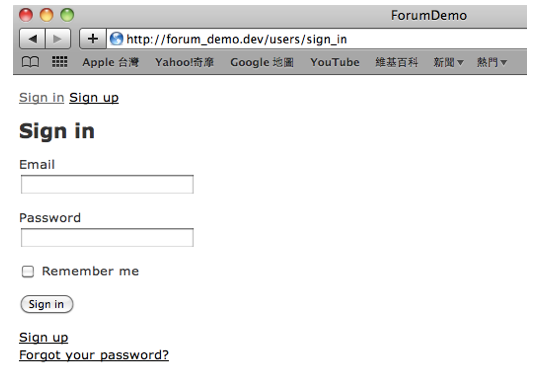 ForumDemo
http://forum_demo.dev/users/sign_in
Apple 台灣 Yahoo!奇摩 Google 地圖 YouTube 維基百科 新聞▼ 熱門▼
Sign in Sign up
Sign in
Email
Password
Remember me
Sign in
Sign up
Forgot your password?